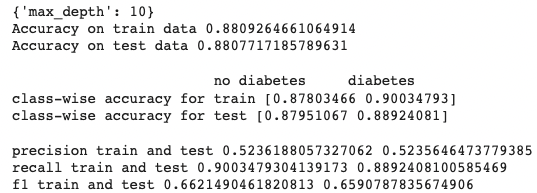 {'max_depth': 10}
Accuracy on train data 0.8809264661064914
Accuracy on test data 0.8807717185789631
no diabetes diabetes
class-wise accuracy for train [0.87803466 0.90034793]
class-wise accuracy for test [0.87951067 0.88924081]
precision train and test 0.5236188057327062 0.5235646473779385
recall train and test 0.9003479304139173 0.8892408100585469
f1 train and test 0.6621490461820813 0.6590787835674906